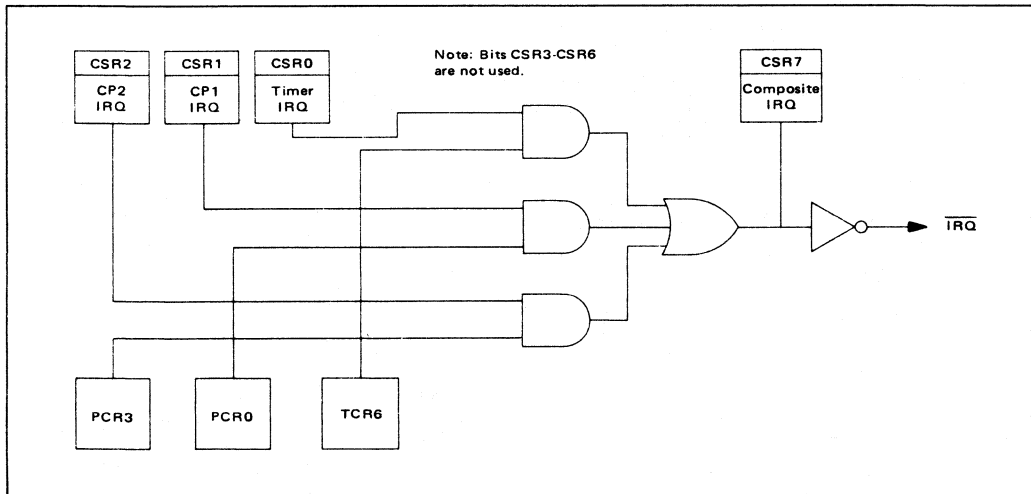 CSR2
CP2
IRQ
CSR1
CP1
IRQ
CSR0
Timer
IRQ
Note: Bits CSR3-CSR6
are not used.
CSR7
Composite
IRQ
IRQ
PCR3
PCR0
TCR6